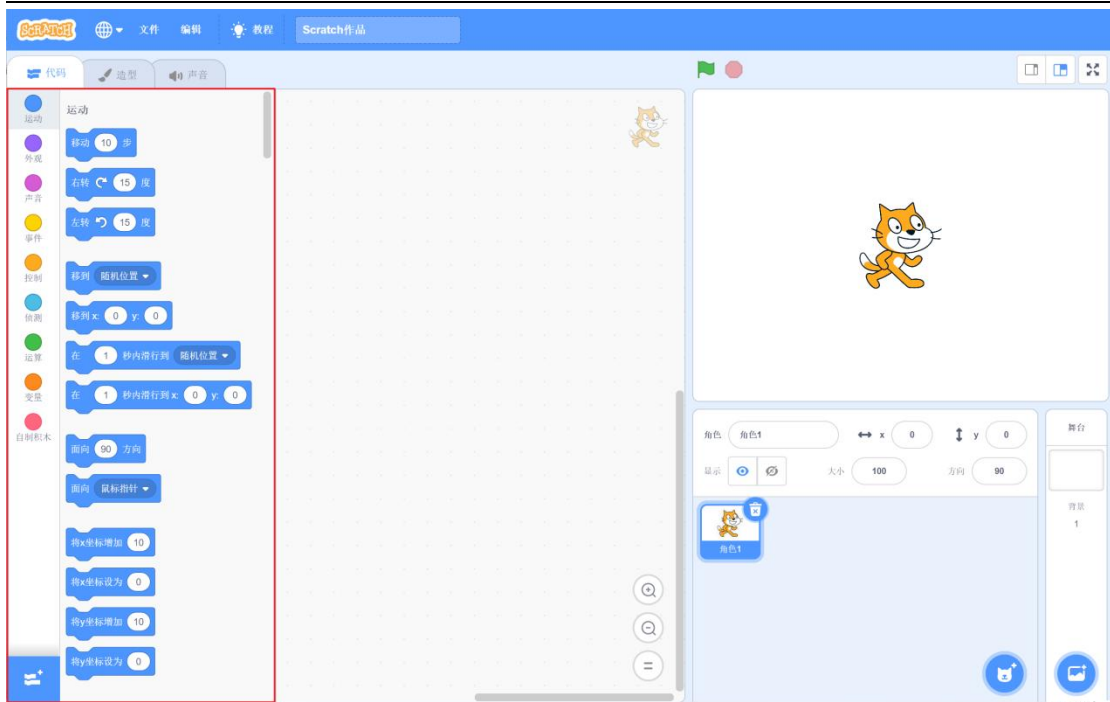 SCRATCH 文件 编辑 教程 Scratch作品
代码 造型 声音
运动
外观
声音
事件
控制
侦测
运算
变量
自制积木
运动
移动 10 步
右转 15 度
左转 15 度
移到 随机位置
移到 x: 0 y: 0
在 1 秒内滑行到 随机位置
在 1 秒内滑行到 x: 0 y: 0
面向 90 方向
面向 鼠标指针
将x坐标增加 10
将x坐标设为 0
将y坐标增加 10
将y坐标设为 0
角色 角色1 x 0 y 0
显示 大小 100 方向 90
角色1
舞台
背景
1